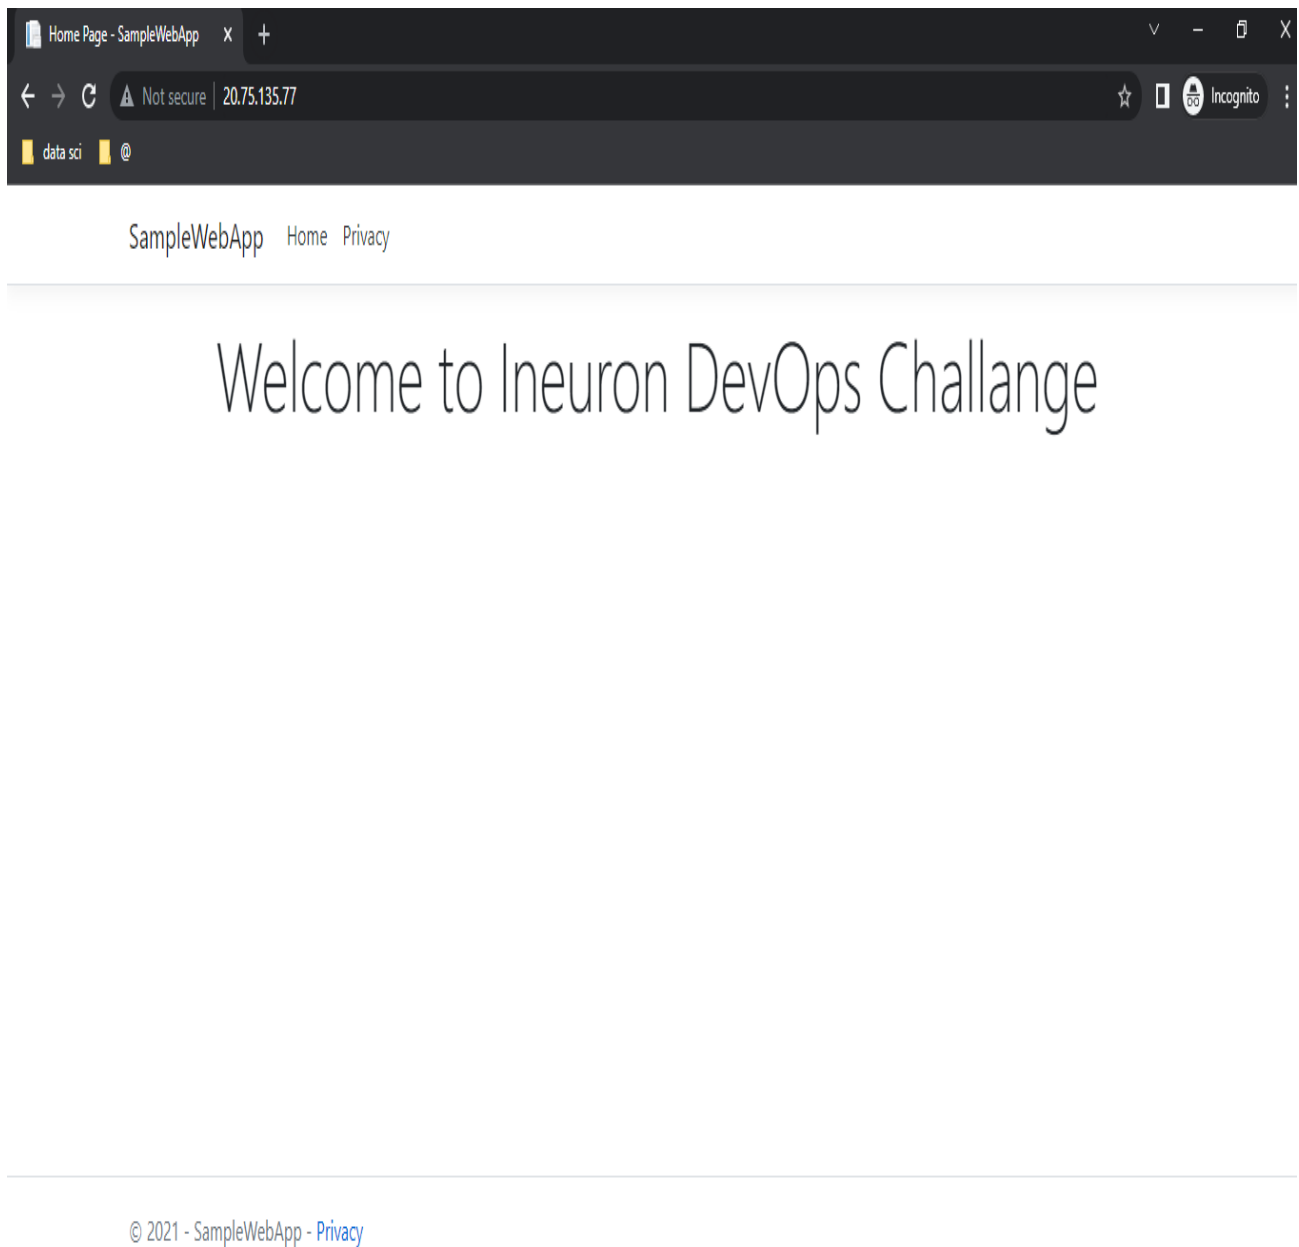 Home Page - SampleWebApp
Not secure | 20.75.135.77
Incognito
data sci @
SampleWebApp Home Privacy
Welcome to Ineuron DevOps Challange
© 2021 - SampleWebApp - Privacy